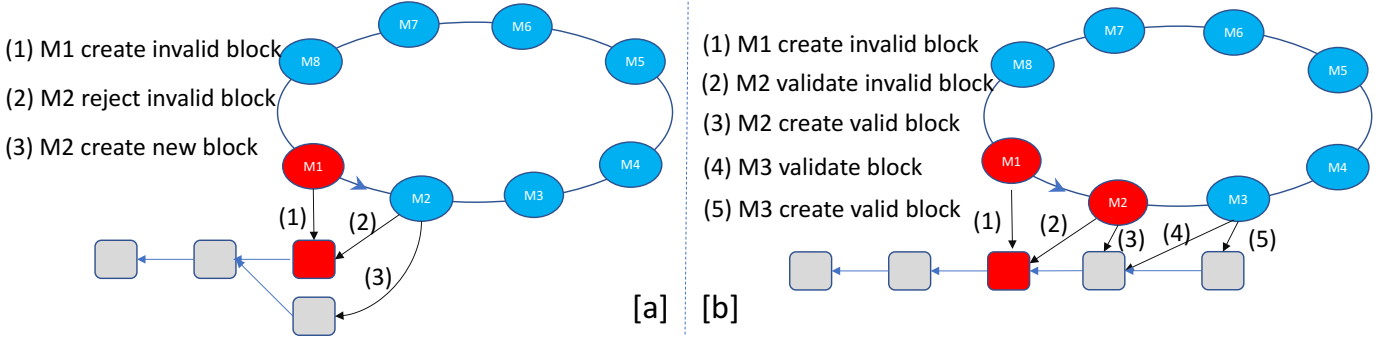 (1) M1 create invalid block
(2) M2 reject invalid block
(3) M2 create new block
M7
M6
M8
M5
M1
M4
M2
M3
(1)
(2)
(3)
[a]
(1) M1 create invalid block
(2) M2 validate invalid block
(3) M2 create valid block
(4) M3 validate block
(5) M3 create valid block
M7
M6
M8
M5
M1
M4
M2
M3
(1)
(2)
(3)
(4)
(5)
[b]